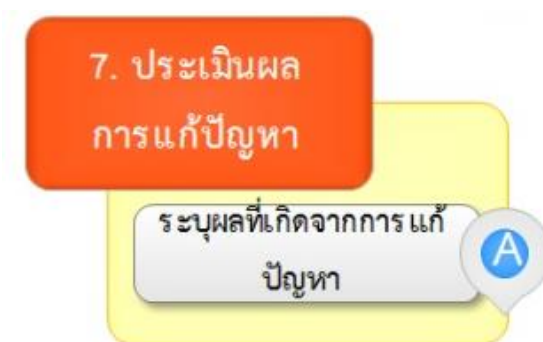 7. ประเมินผล
การแก้ปัญหา
ระบุผลที่เกิดจากการแก้
ปัญหา
A